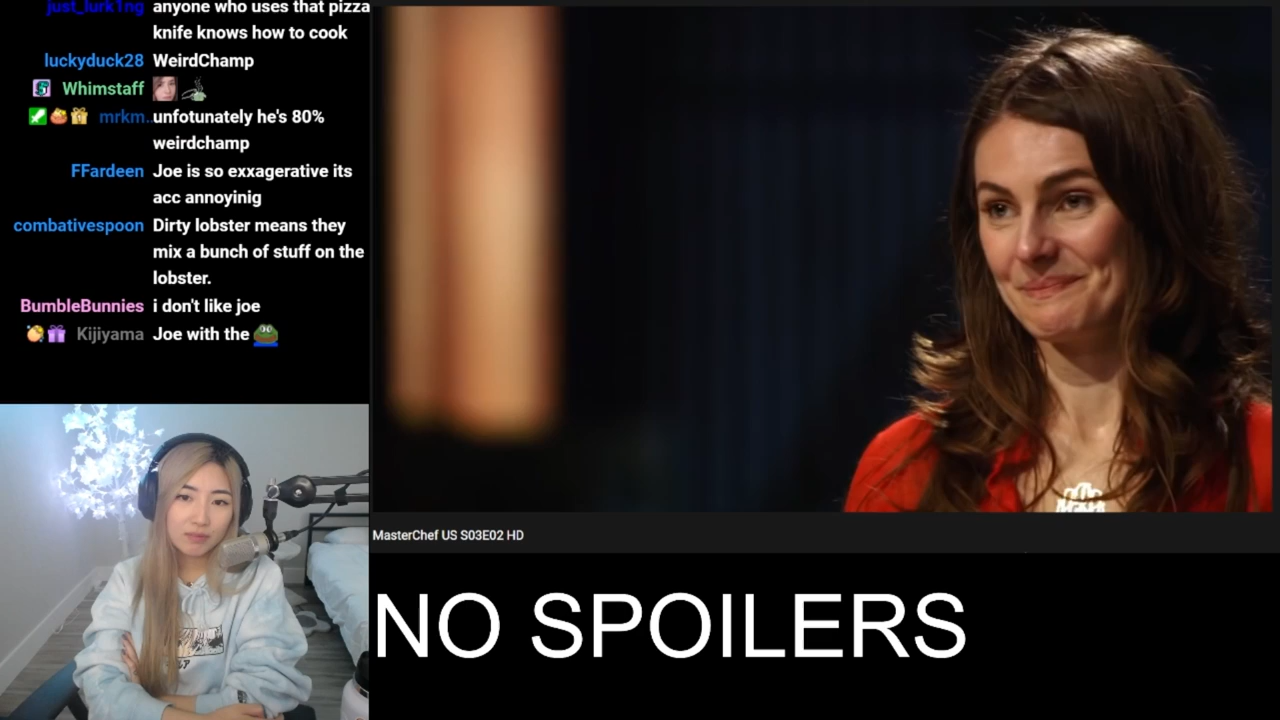 just_lurk1ng anyone who uses that pizza
knife knows how to cook
luckyduck28 WeirdChamp
Whimstaff
mrkm.. unfotunately he's 80%
weirdchamp
FFardeen Joe is so exxagerative its
acc annoyinig
combativespoon Dirty lobster means they
mix a bunch of stuff on the
lobster.
BumbleBunnies i don't like joe
Kijiyama Joe with the
MasterChef US S03E02 HD
NO SPOILERS